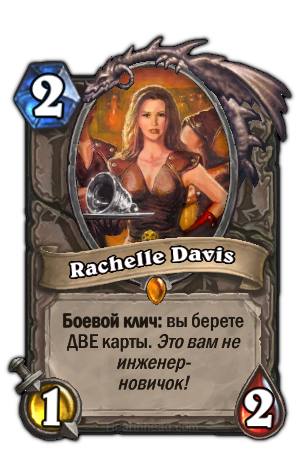 2
Rachelle Davis
Боевой клич: вы берете
ДВЕ карты. Это вам не
инженер-
новичок!
1
2